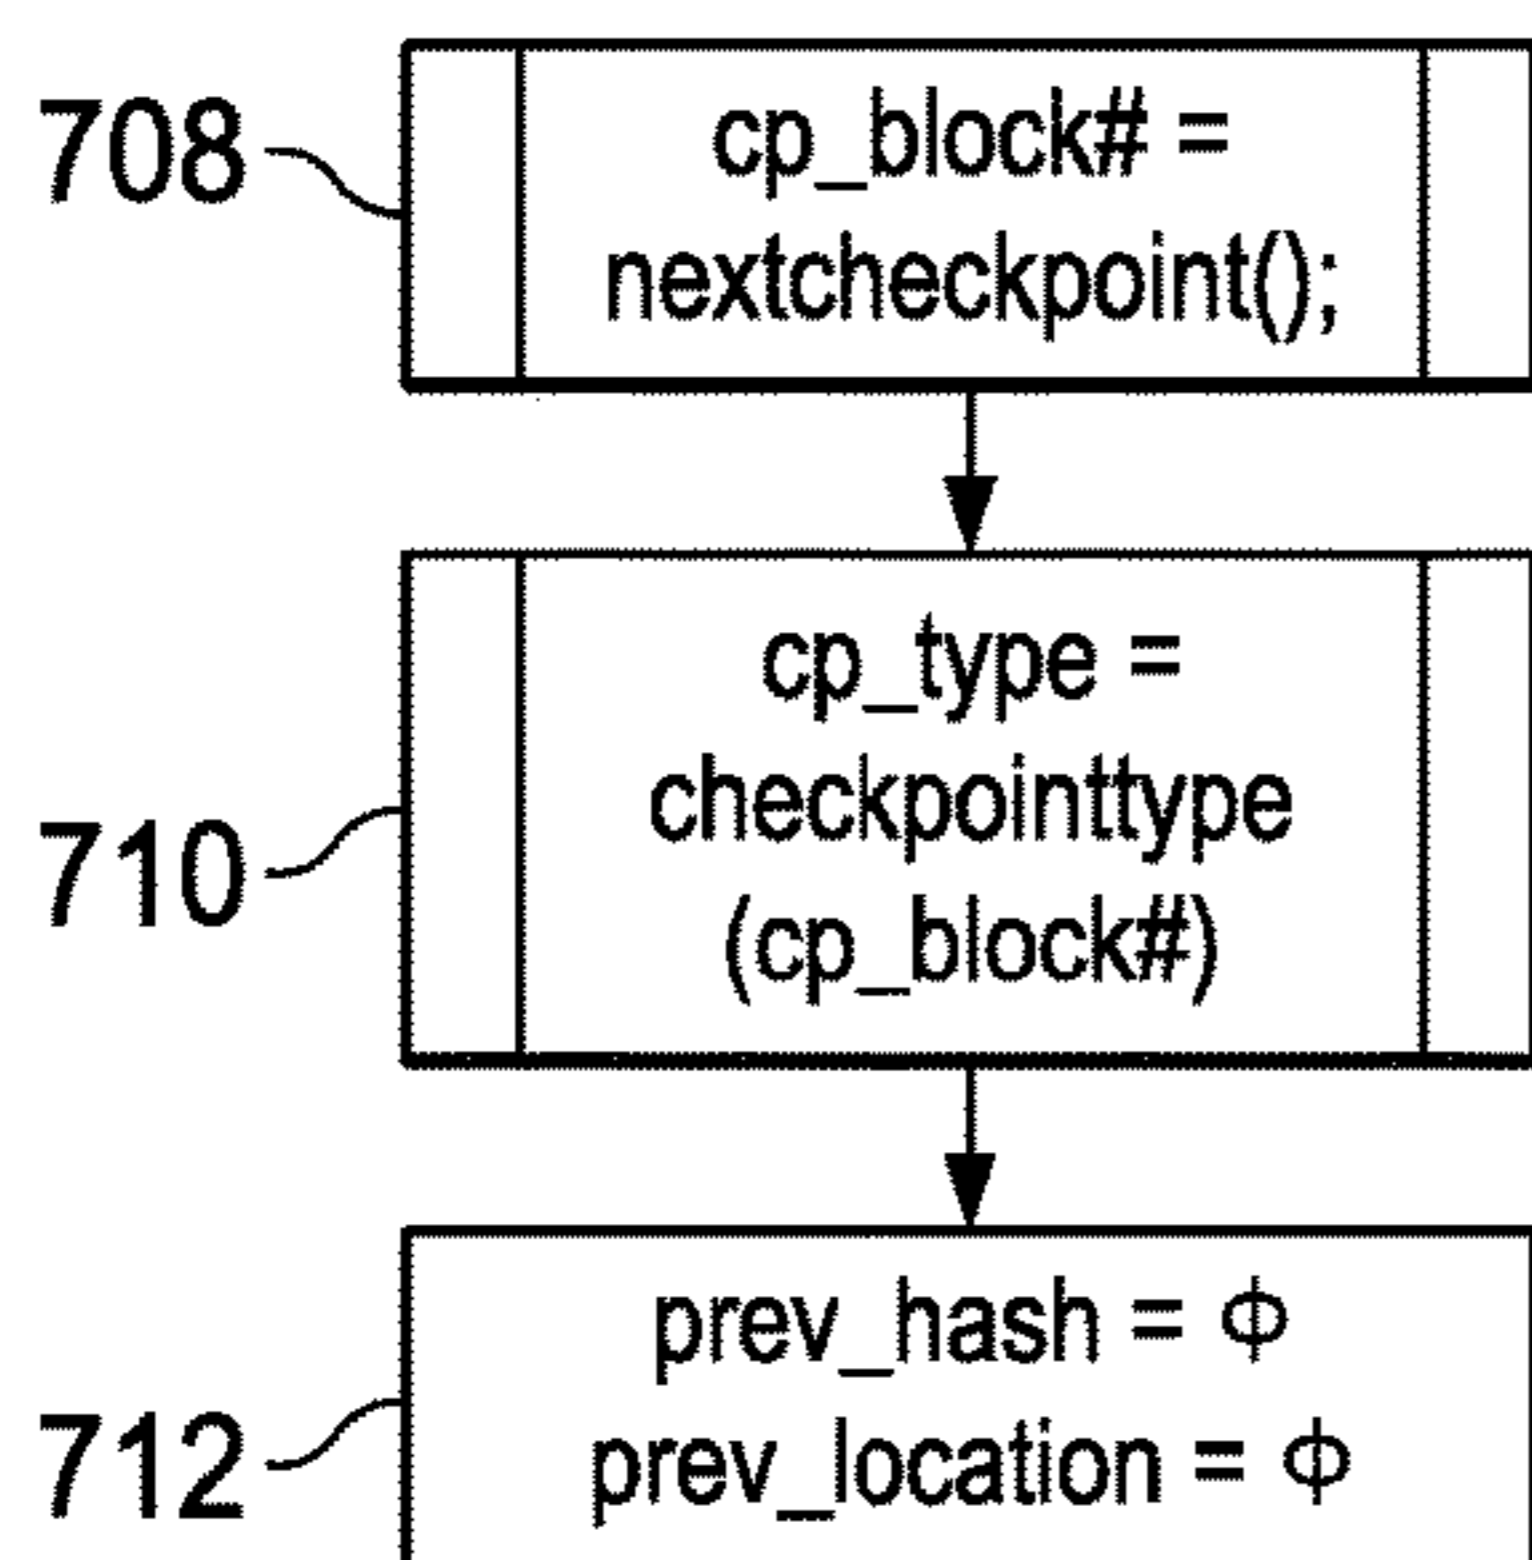 708
cp_block# =
nextcheckpoint();
710
cp_type =
checkpointtype
(cp_block#)
712
prev_hash = Φ
prev_location = Φ